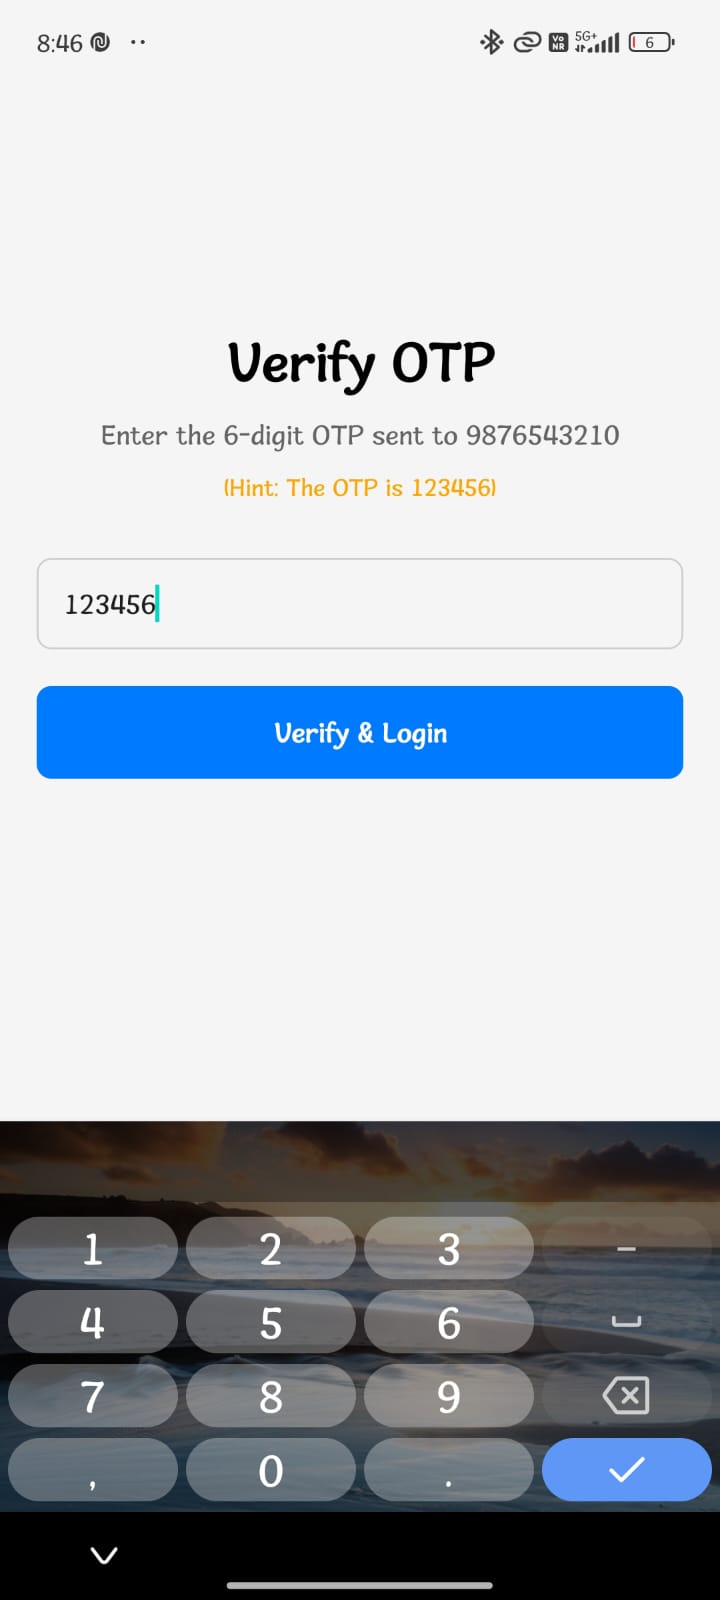 8:46
Vo
NR
5G+
6
Verify OTP
Enter the 6-digit OTP sent to 9876543210
(Hint: The OTP is 123456)
123456
Verify & Login
1 2 3 -
4 5 6
7 8 9
, 0 .